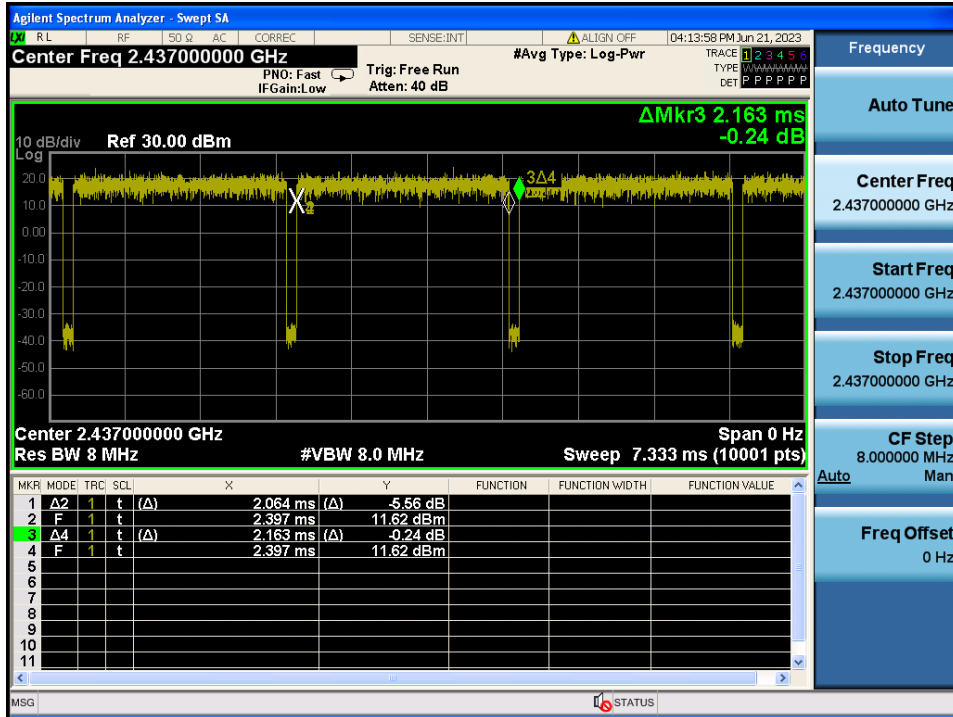 Agilent Spectrum Analyzer - Swept SA
LXI RL RF 50 Ω AC CORREC SENSE:INT ALIGN OFF 04:13:58 PM Jun 21, 2023
Center Freq 2.437000000 GHz
PNO: Fast
IFGain:Low
Trig: Free Run
Atten: 40 dB
#Avg Type: Log-Pwr
TRACE 1 2 3 4 5 6
TYPE WWWWWW
DET P P P P P P
ΔMkr3 2.163 ms
-0.24 dB
10 dB/div Ref 30.00 dBm
Log
20.0
10.0
0.00
-10.0
-20.0
-30.0
-40.0
-50.0
-60.0
3Δ4
Center 2.437000000 GHz Span 0 Hz
Res BW 8 MHz #VBW 8.0 MHz Sweep 7.333 ms (10001 pts)
MKR MODE TRC SCL X Y FUNCTION FUNCTION WIDTH FUNCTION VALUE
1 Δ2 1 t (Δ) 2.064 ms (Δ) -5.56 dB
2 F 1 t 2.397 ms 11.62 dBm
3 Δ4 1 t (Δ) 2.163 ms (Δ) -0.24 dB
4 F 1 t 2.397 ms 11.62 dBm
5
6
7
8
9
10
11
MSG STATUS
Frequency
Auto Tune
Center Freq
2.437000000 GHz
Start Freq
2.437000000 GHz
Stop Freq
2.437000000 GHz
CF Step
8.000000 MHz
Auto Man
Freq Offset
0 Hz